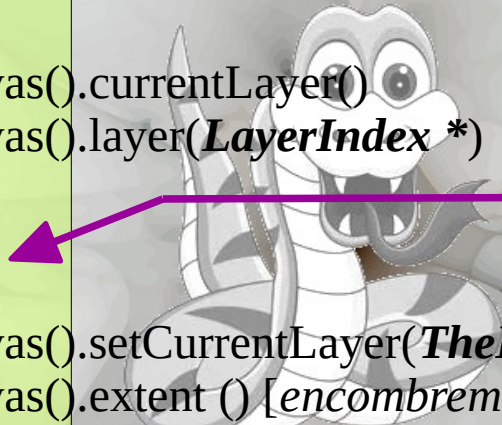 vas().currentLayer()
vas().layer(LayerIndex *)
vas().setCurrentLayer(The
vas().extent () [encombrem